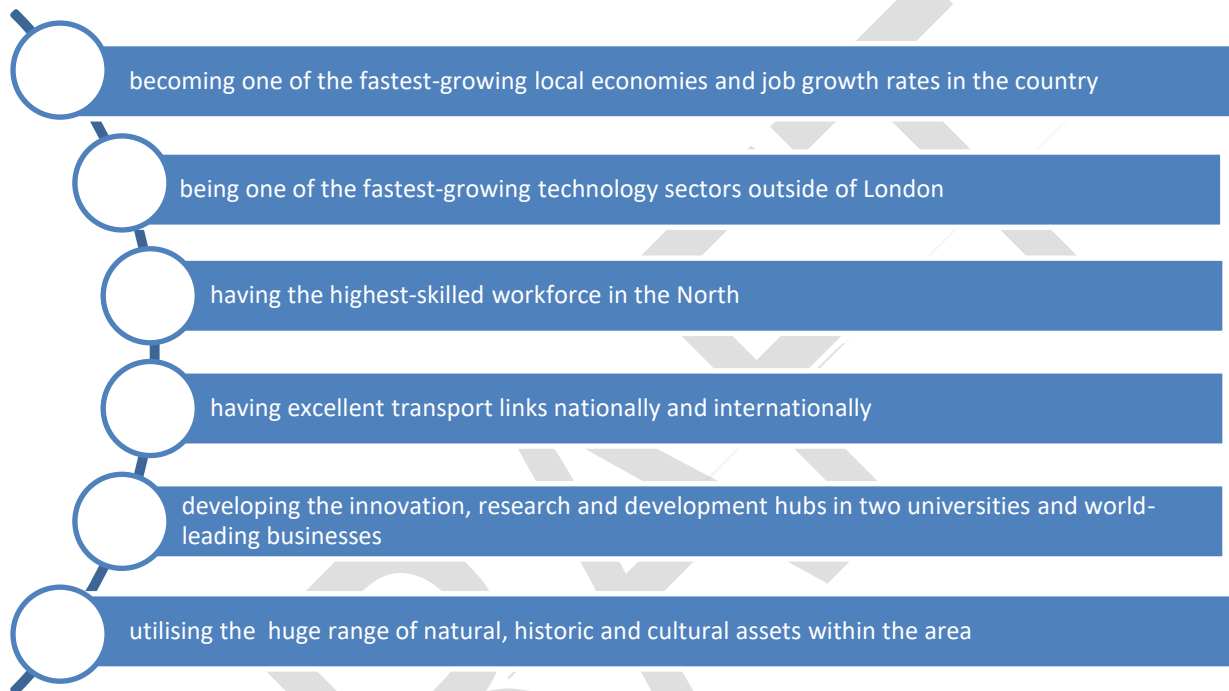 becoming one of the fastest-growing local economies and job growth rates in the country
being one of the fastest-growing technology sectors outside of London
having the highest-skilled workforce in the North
having excellent transport links nationally and internationally
developing the innovation, research and development hubs in two universities and world-
leading businesses
utilising the  huge range of natural, historic and cultural assets within the area